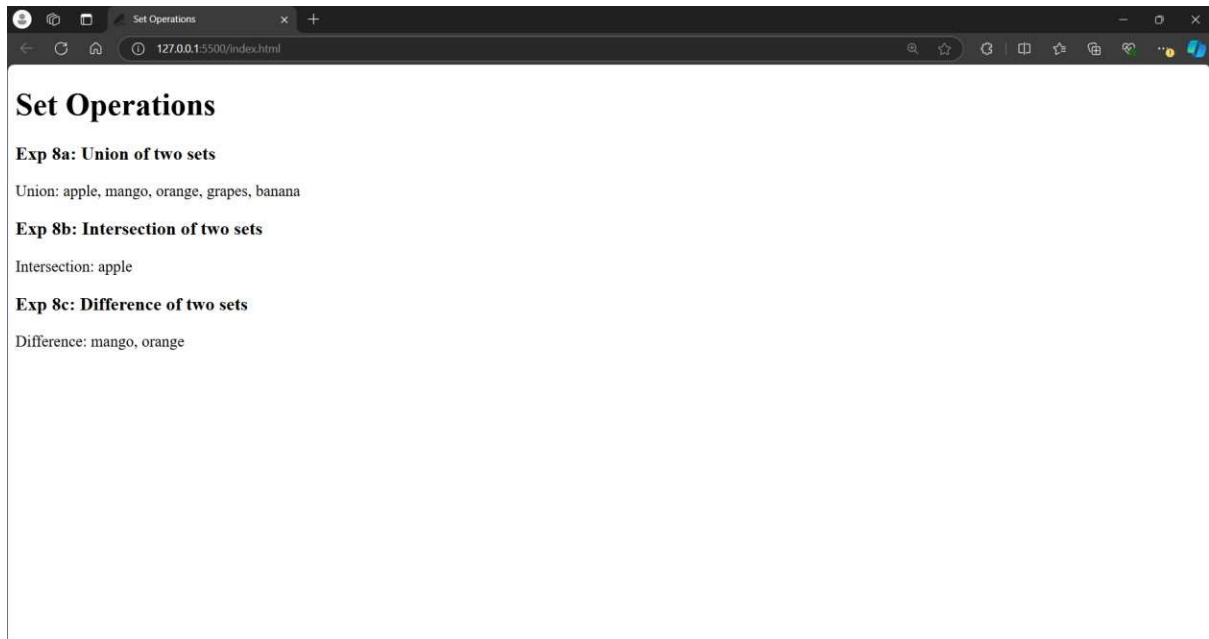 Set Operations
127.0.0.1:5500/index.html
Set Operations
Exp 8a: Union of two sets
Union: apple, mango, orange, grapes, banana
Exp 8b: Intersection of two sets
Intersection: apple
Exp 8c: Difference of two sets
Difference: mango, orange